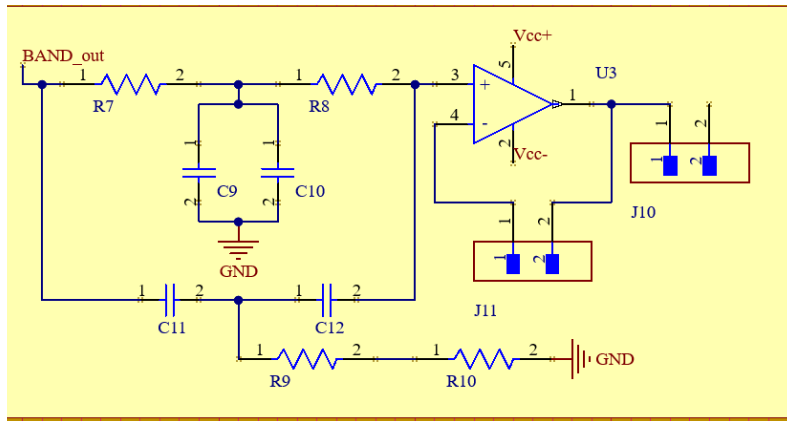 Vcc+
BAND_out
5
U3
1 2 1 2 3 + 1
R7 R8
4 -
1 1 2
1 2
Vcc-
2
C9 C10
1 2
2 2
J10
1 2
GND
1 2
1 2 1 2
C11 C12
J11
1 2 1 2
GND
R9 R10